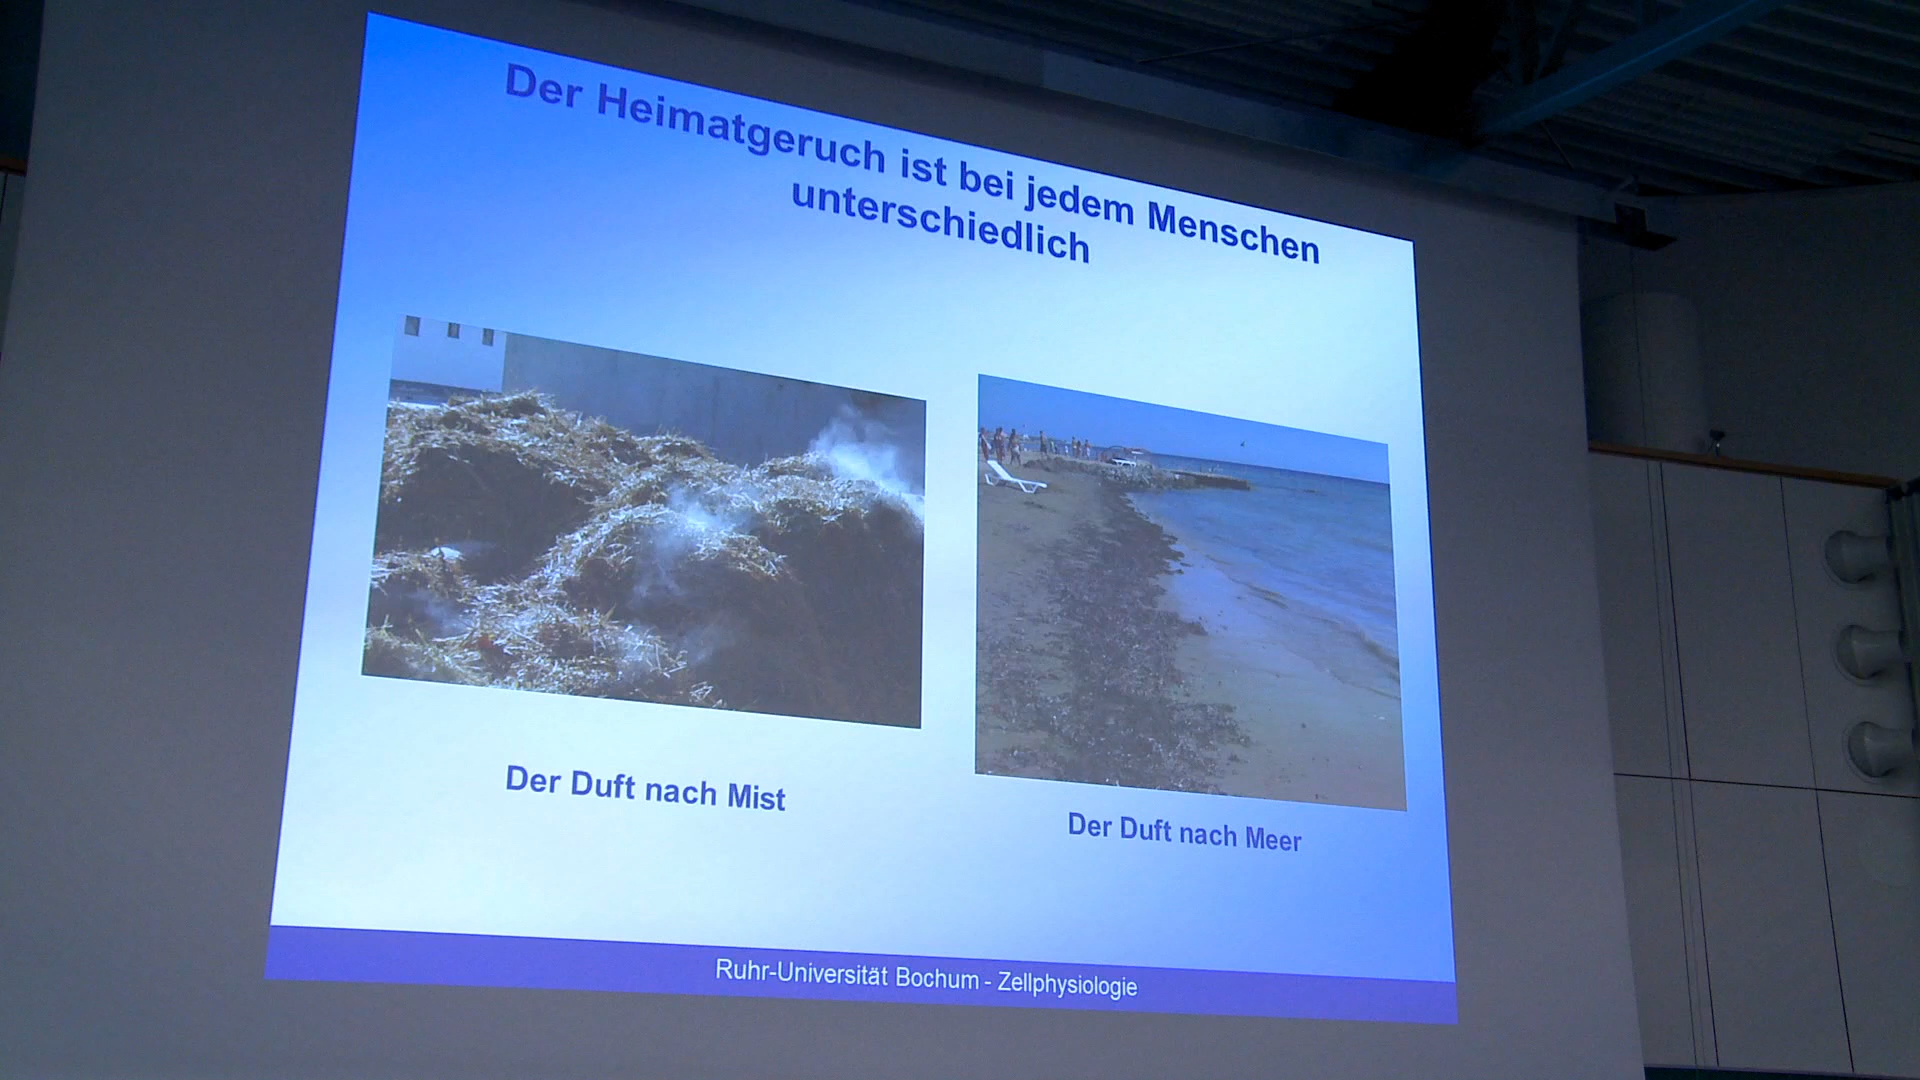 Der Heimatgeruch ist bei jedem Menschen
unterschiedlich
Der Duft nach Mist
Der Duft nach Meer
Ruhr-Universität Bochum - Zellphysiologie